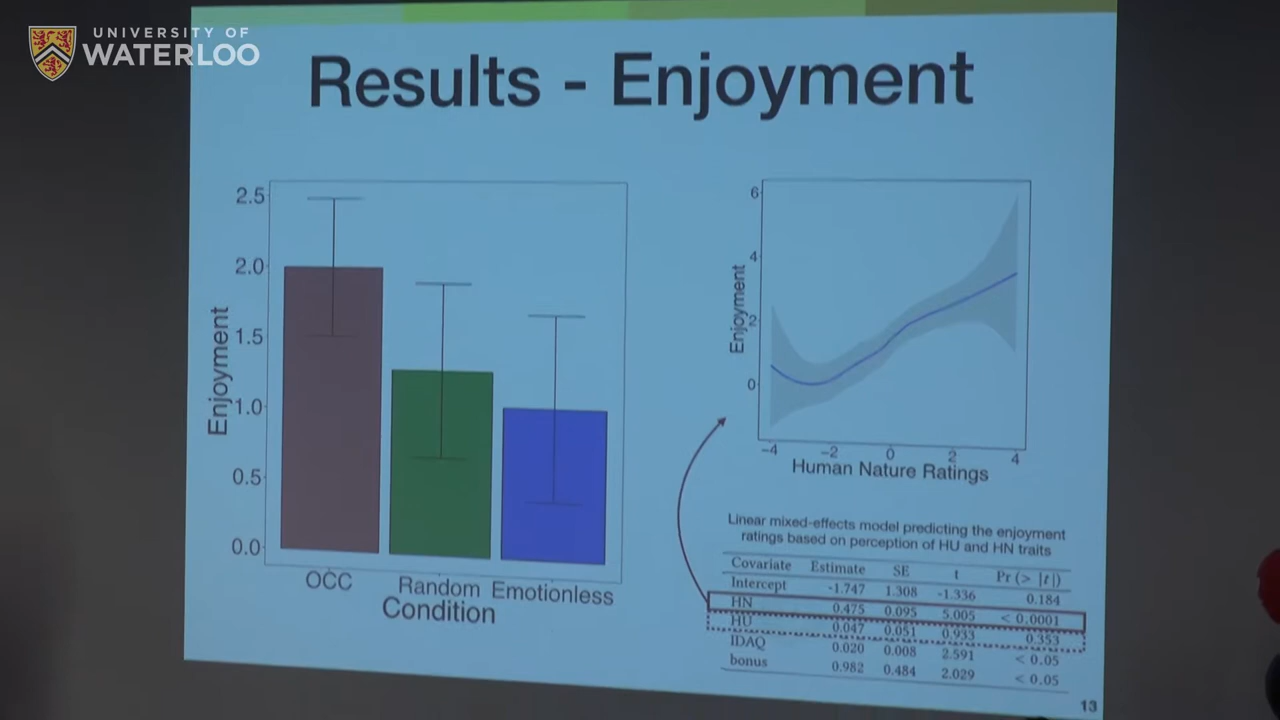 UNIVERSITY OF
WATERLOO
Results - Enjoyment
2.5
2.0
1.5
1.0
0.5
0.0
Enjoyment
OCC Random Emotionless
Condition
6
4
2
0
Enjoyment
-4 -2 0 2 4
Human Nature Ratings
Linear mixed-effects model predicting the enjoyment
ratings based on perception of HU and HN traits
Covariate Estimate SE t Pr (> |t|)
Intercept -1.747 1.308 -1.336 0.184
HN 0.475 0.095 5.005 < 0.0001
HU 0.047 0.051 0.933 0.353
IDAQ 0.020 0.008 2.591 < 0.05
bonus 0.982 0.484 2.029 < 0.05
13